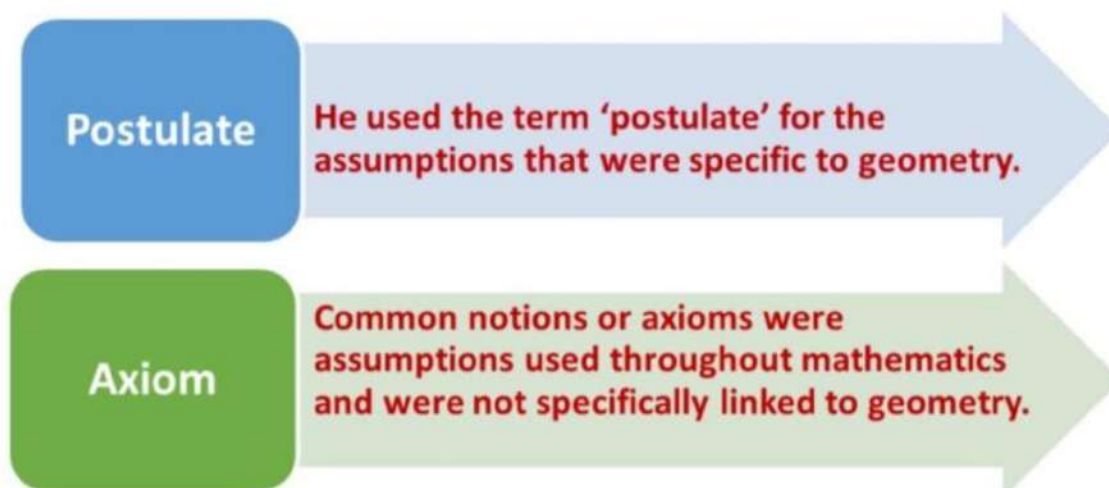 Postulate
He used the term ‘postulate’ for the
assumptions that were specific to geometry.
Axiom
Common notions or axioms were
assumptions used throughout mathematics
and were not specifically linked to geometry.